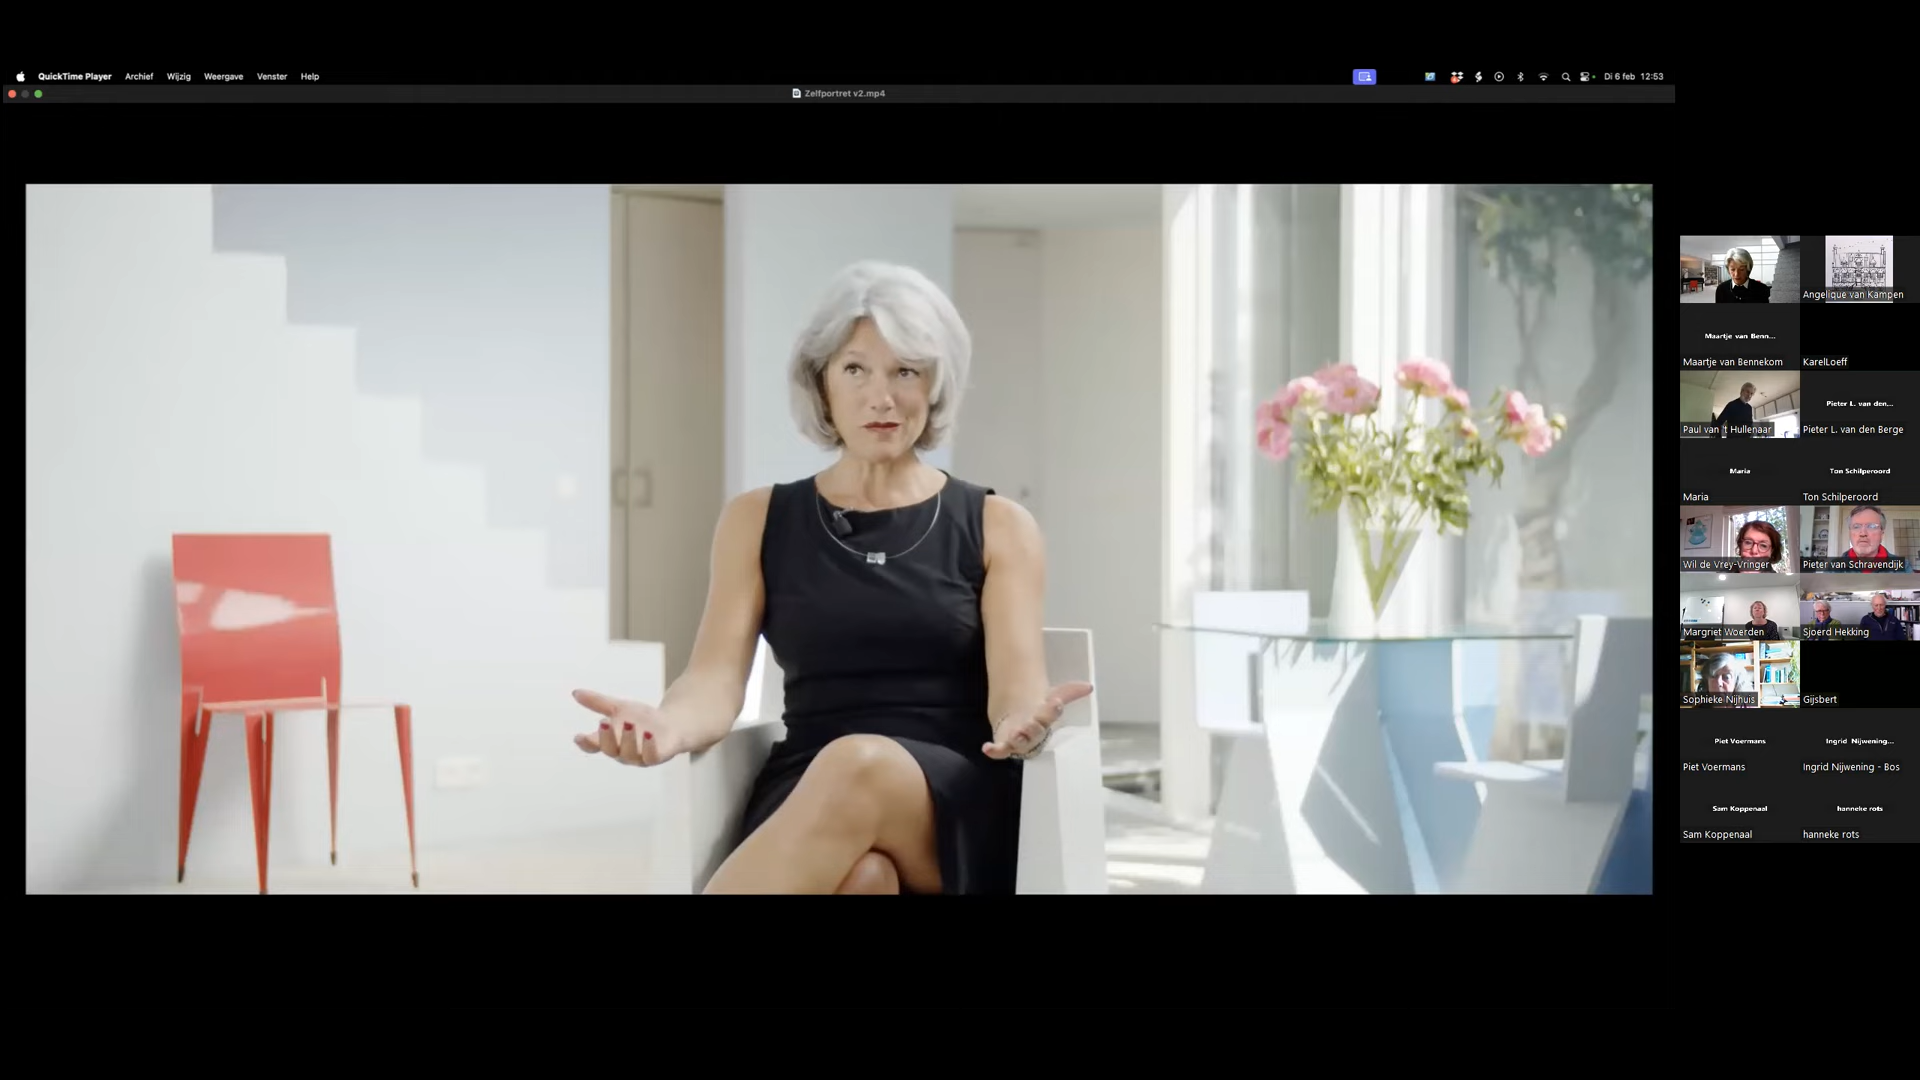 QuickTime Player Archief Wijzig Weergave Venster Help
Di 6 feb 12:53
Zelfportret v2.mp4
Angelique van Kampen
Maartje van Benn...
Maartje van Bennekom
KarelLoeff
Paul van 't Hullenaar
Pieter L. van den...
Pieter L. van den Berge
Maria
Maria
Ton Schilperoord
Ton Schilperoord
Wil de Vrey-Vringer
Pieter van Schravendijk
Margriet Woerden
Sjoerd Hekking
Sophieke Nijhuis
Gijsbert
Piet Voermans
Piet Voermans
Ingrid Nijwening...
Ingrid Nijwening - Bos
Sam Koppenaal
Sam Koppenaal
hanneke rots
hanneke rots